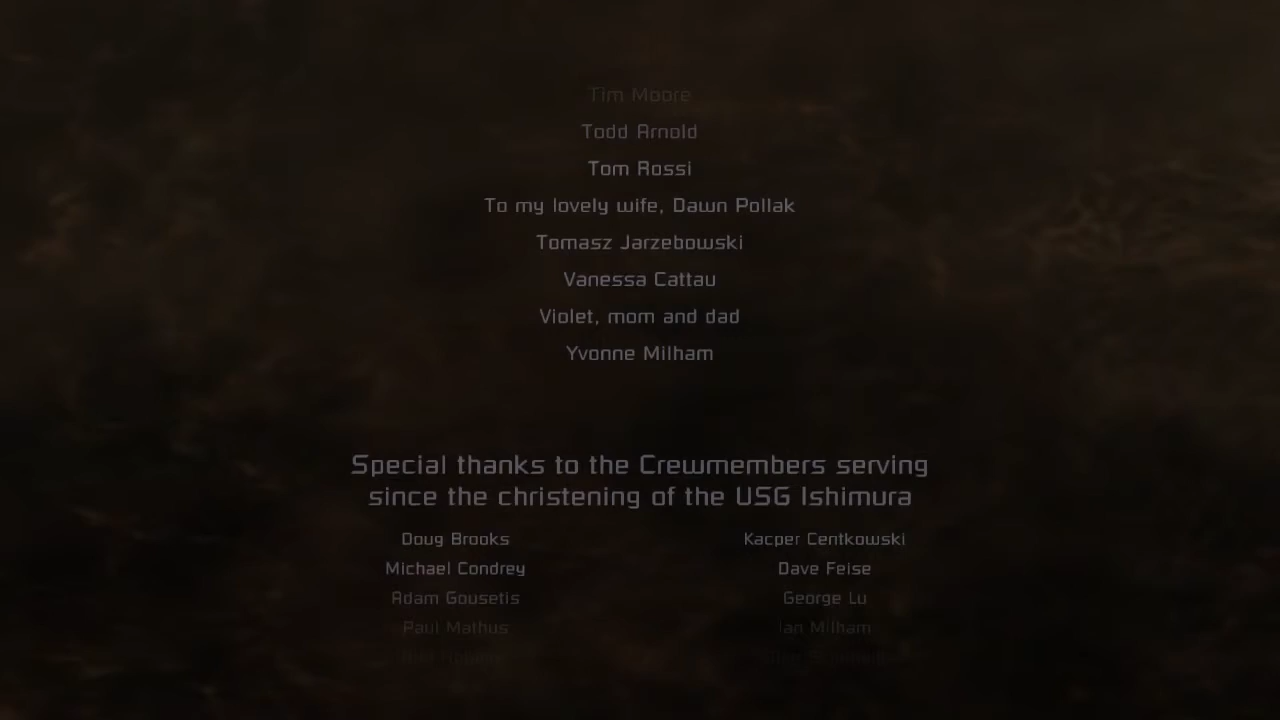 Tim Moore
Todd Arnold
Tom Rossi
To my lovely wife, Dawn Pollak
Tomasz Jarzebowski
Vanessa Cattau
Violet, mom and dad
Yvonne Milham
Special thanks to the Crewmembers serving
since the christening of the USG Ishimura
Doug Brooks Kacper Centkowski
Michael Condrey Dave Feise
Adam Gousetis George Lu
Paul Mathus Ian Milham